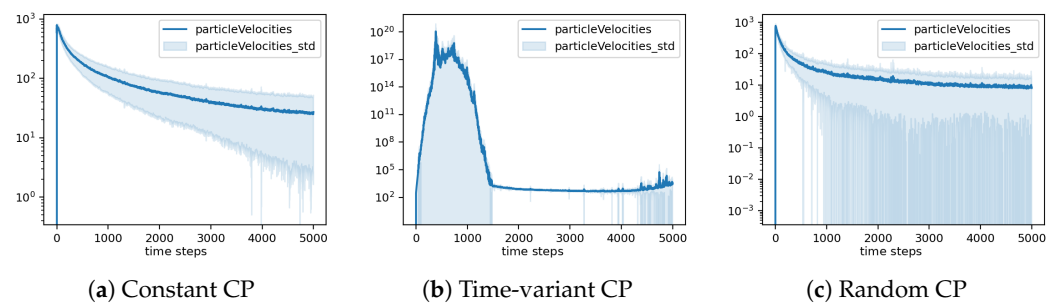 10³
10²
10¹
10⁰
particleVelocities
particleVelocities_std
0 1000 2000 3000 4000 5000
time steps
(a) Constant CP
10²⁰
10¹⁷
10¹⁴
10¹¹
10⁸
10⁵
10²
particleVelocities
particleVelocities_std
0 1000 2000 3000 4000 5000
time steps
(b) Time-variant CP
10³
10²
10¹
10⁰
10⁻¹
10⁻²
10⁻³
particleVelocities
particleVelocities_std
0 1000 2000 3000 4000 5000
time steps
(c) Random CP